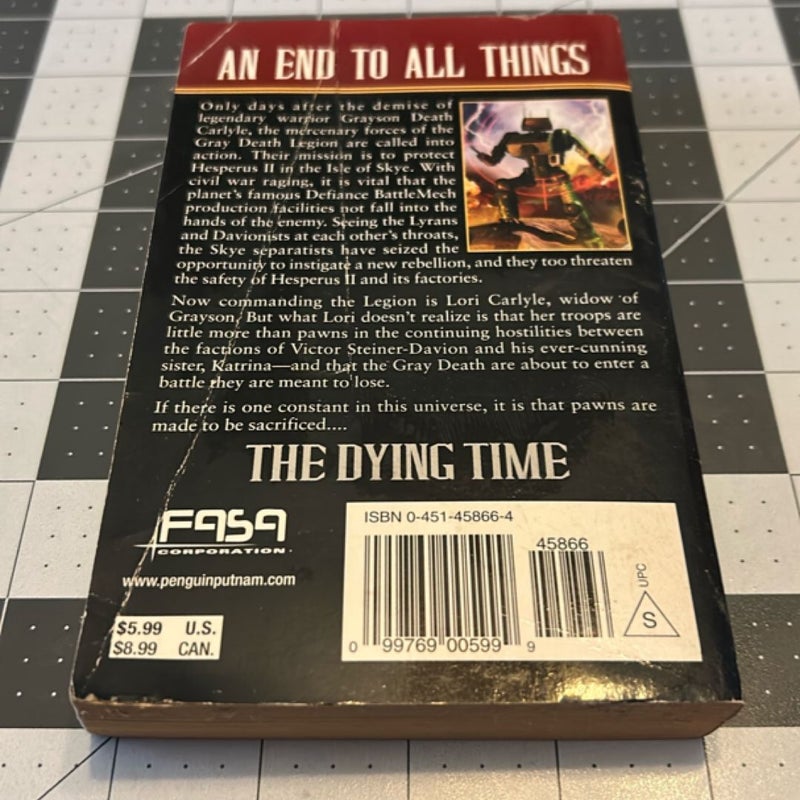 AN END TO ALL THINGS
Only days after the demise of
legendary warrior Grayson Death
Carlyle, the mercenary forces of the
Gray Death Legion are called into
action. Their mission is to protect
Hesperus II in the Isle of Skye. With
civil war raging, it is vital that the
planet's famous Defiance BattleMech
production facilities not fall into the
hands of the enemy. Seeing the Lyrans
and Davionists at each other's throats,
the Skye separatists have seized the
opportunity to instigate a new rebellion, and they too threaten
the safety of Hesperus II and its factories.
Now commanding the Legion is Lori Carlyle, widow of
Grayson. But what Lori doesn't realize is that her troops are
little more than pawns in the continuing hostilities between
the factions of Victor Steiner-Davion and his ever-cunning
sister, Katrina—and that the Gray Death are about to enter a
battle they are meant to lose.
If there is one constant in this universe, it is that pawns are
made to be sacrificed....
THE DYING TIME
FASA
CORPORATION
www.penguinputnam.com
$5.99 U.S.
$8.99 CAN.
ISBN 0-451-45866-4
45866
0 99769 00599 9
UPC
S